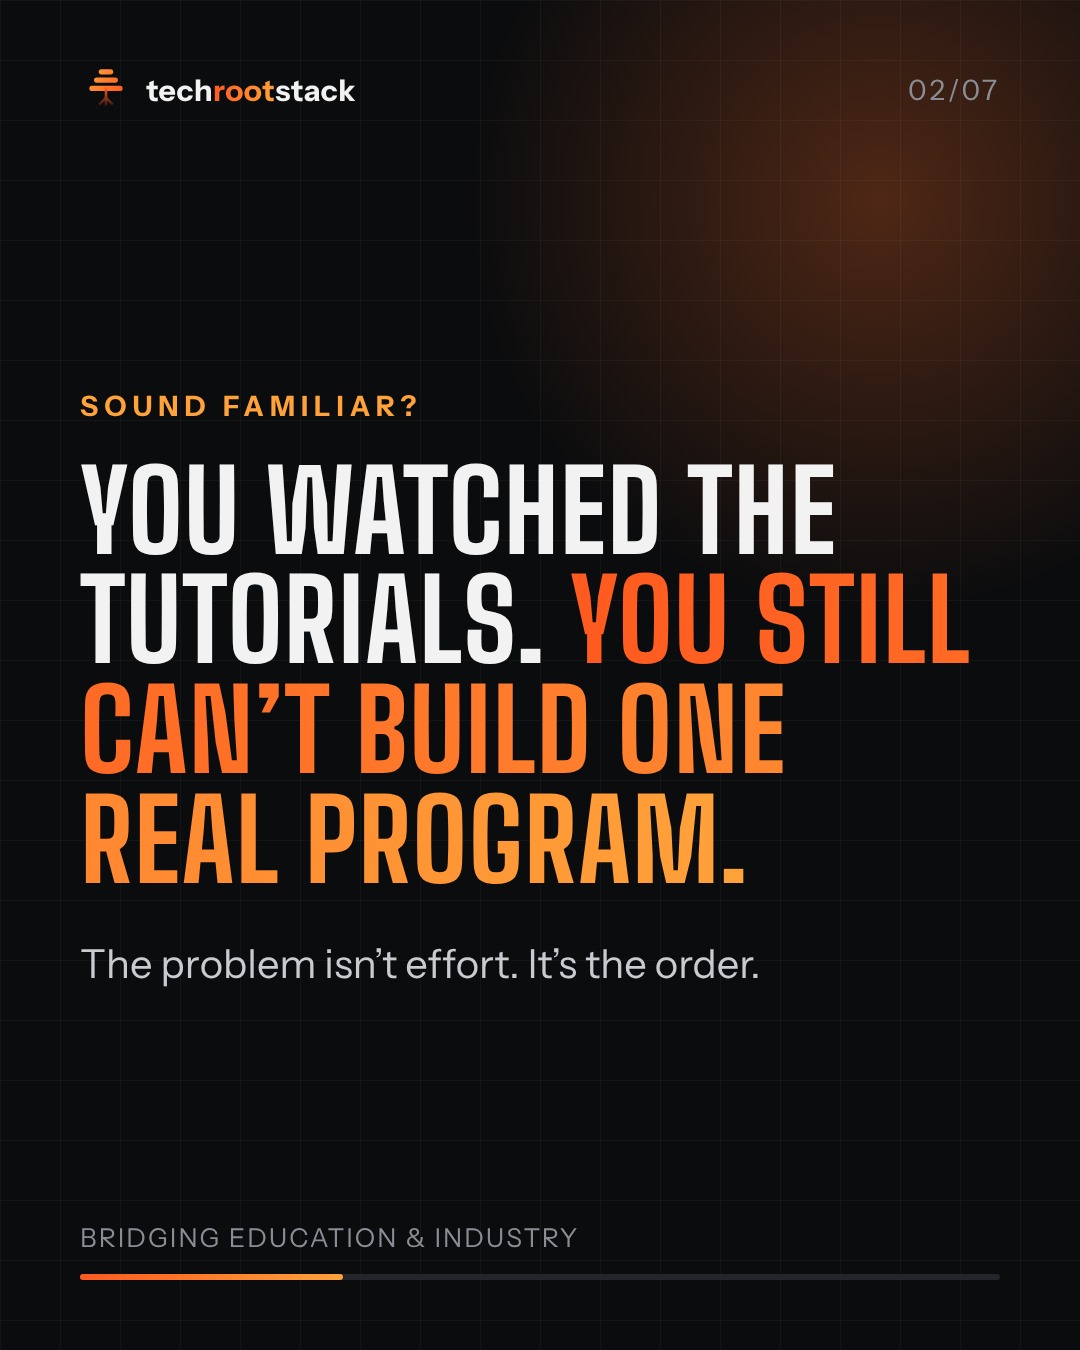 techrootstack
02/07
SOUND FAMILIAR?
YOU WATCHED THE
TUTORIALS. YOU STILL
CAN’T BUILD ONE
REAL PROGRAM.
The problem isn’t effort. It’s the order.
BRIDGING EDUCATION & INDUSTRY